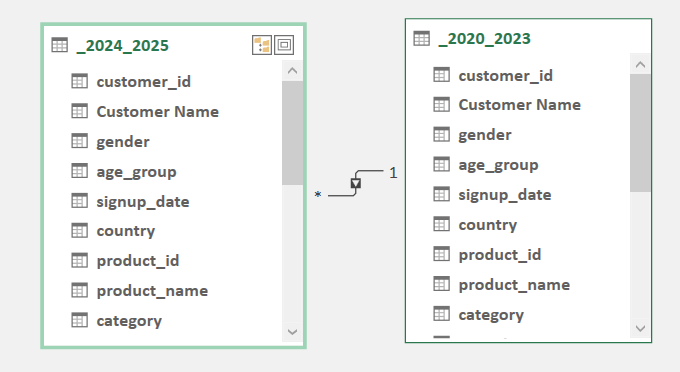 _2024_2025
customer_id
Customer Name
gender
age_group
signup_date
country
product_id
product_name
category
*
1
_2020_2023
customer_id
Customer Name
gender
age_group
signup_date
country
product_id
product_name
category